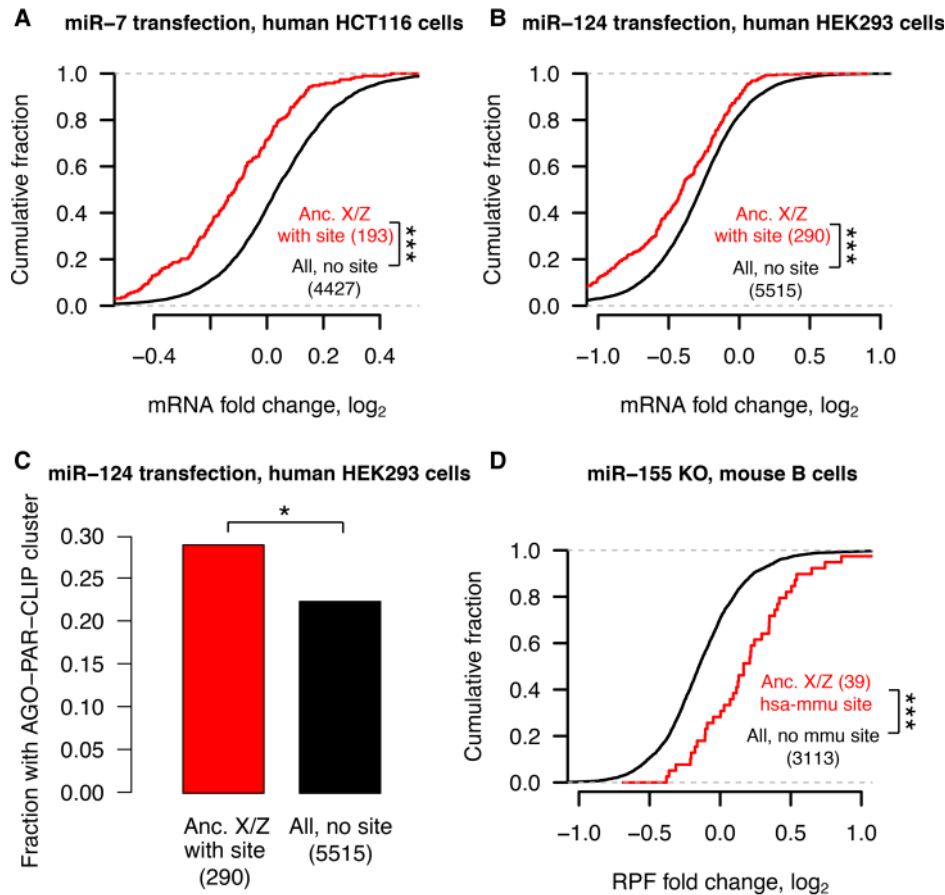 A miR−7 transfection, human HCT116 cells
Cumulative fraction
1.0
0.8
0.6
0.4
0.2
0.0
Anc. X/Z
with site (193)
All, no site
(4427)
***
−0.4
0.0
0.4
mRNA fold change, log2
B miR−124 transfection, human HEK293 cells
Cumulative fraction
1.0
0.8
0.6
0.4
0.2
0.0
Anc. X/Z
with site (290)
All, no site
(5515)
***
−1.0
−0.5
0.0
0.5
1.0
mRNA fold change, log2
C miR−124 transfection, human HEK293 cells
Fraction with AGO−PAR−CLIP cluster
0.30
0.25
0.20
0.15
0.10
0.05
0.00
*
Anc. X/Z
with site
(290)
All, no site
(5515)
D miR−155 KO, mouse B cells
Cumulative fraction
1.0
0.8
0.6
0.4
0.2
0.0
Anc. X/Z (39)
hsa-mmu site
All, no mmu site
(3113)
***
−1.0
−0.5
0.0
0.5
1.0
RPF fold change, log2